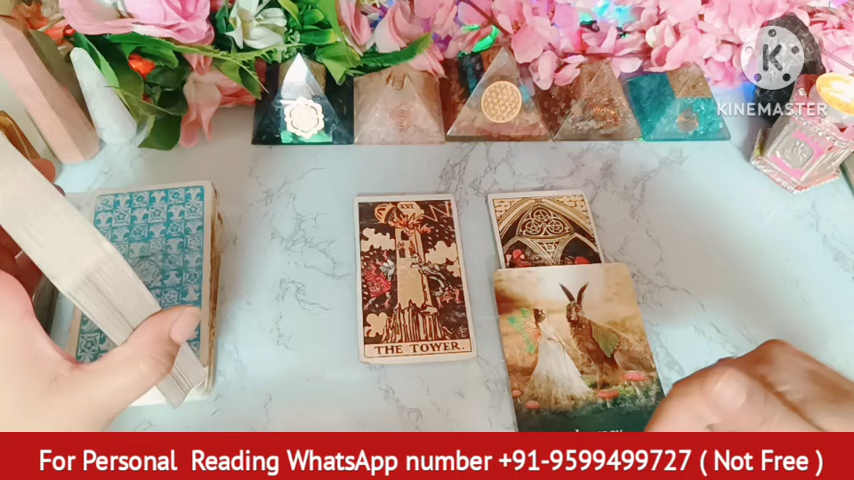 K
KINEMASTER
XVI
THE TOWER.
For Personal Reading WhatsApp number +91-9599499727 ( Not Free )